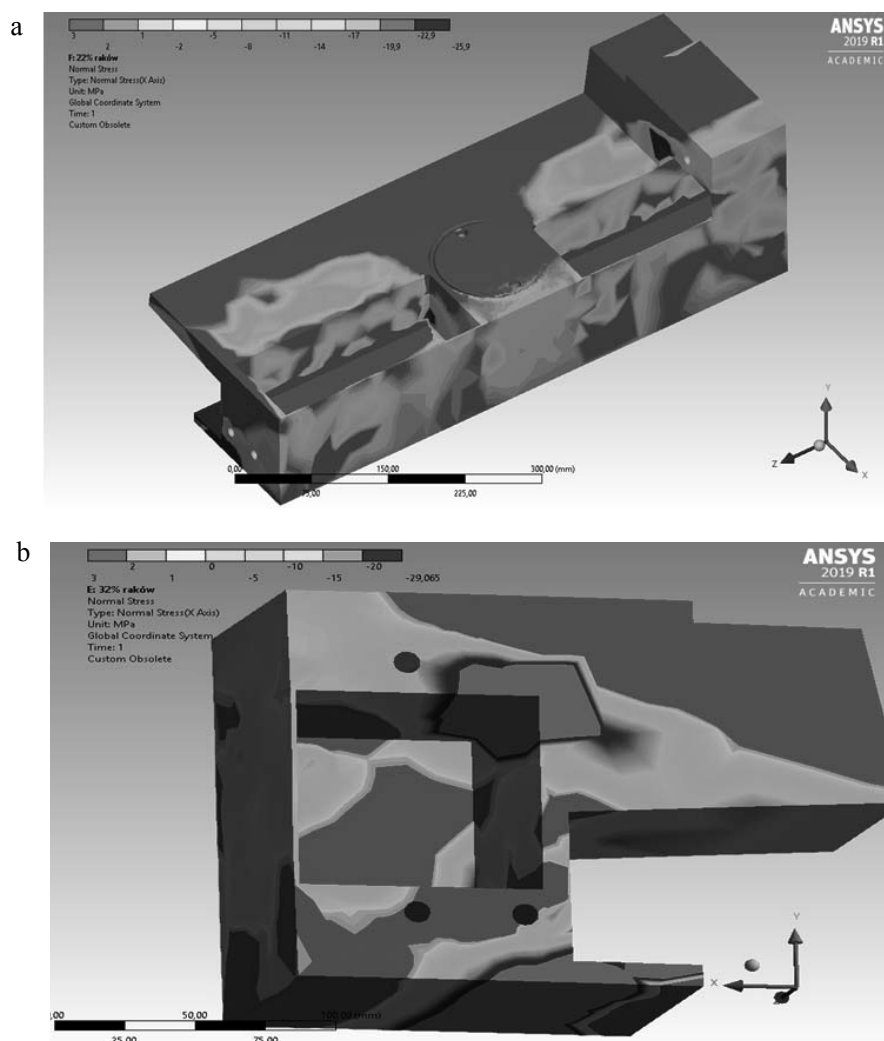 a
3 1 -5 -11 -17 -22,9
2 -2 -8 -14 -19,9 -25,9
F: 22% raków
Normal Stress
Type: Normal Stress(X Axis)
Unit: MPa
Global Coordinate System
Time: 1
Custom Obsolete
ANSYS
2019 R1
ACADEMIC
Y
Z
X
0,00 150,00 300,00 (mm)
75,00 225,00
b
2 0 -10 -20
3 1 -5 -15 -29,065
E: 32% raków
Normal Stress
Type: Normal Stress(X Axis)
Unit: MPa
Global Coordinate System
Time: 1
Custom Obsolete
ANSYS
2019 R1
ACADEMIC
Y
X
50,00 100,00 (mm)
25,00 75,00